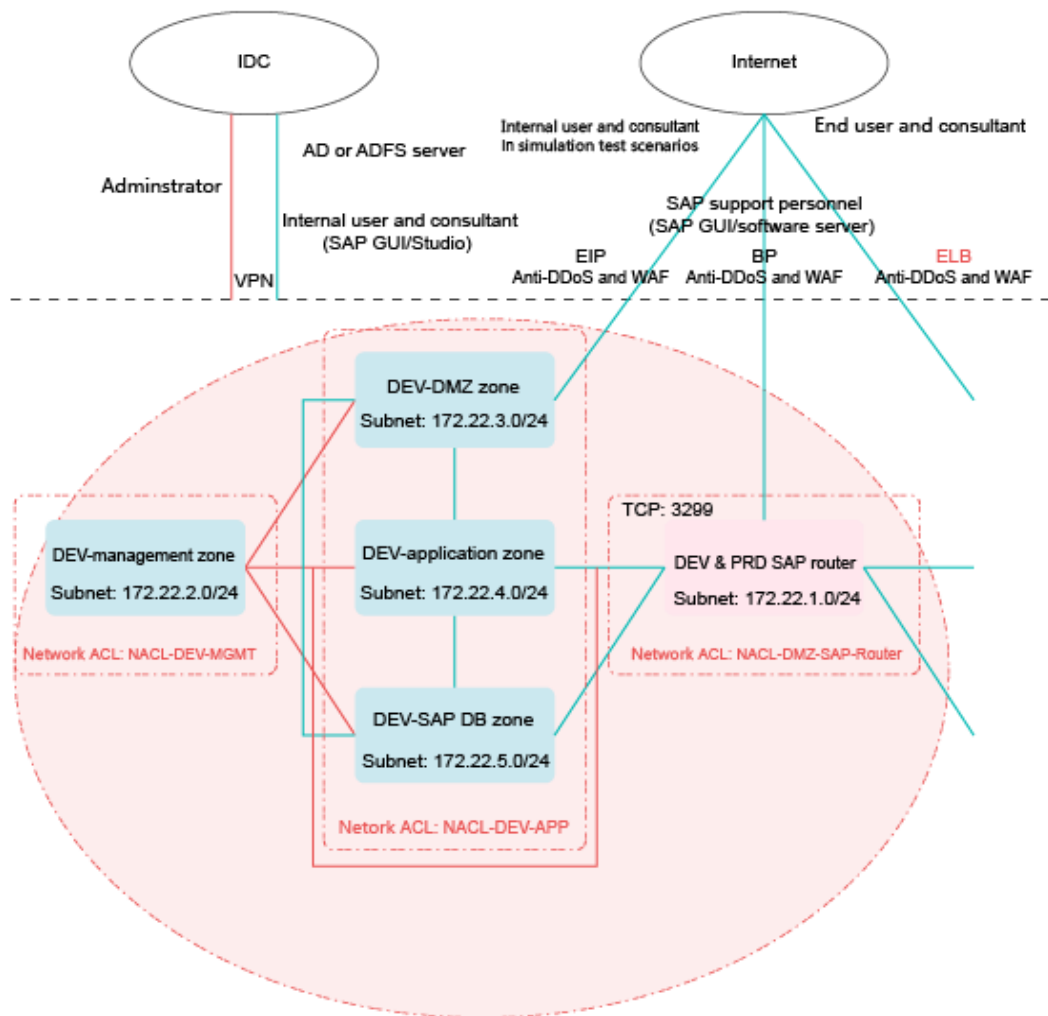 IDC
Internet
Internal user and consultant
In simulation test scenarios
End user and consultant
AD or ADFS server
Adminstrator
SAP support personnel
(SAP GUI/software server)
Internal user and consultant
(SAP GUI/Studio)
EIP
Anti-DDoS and WAF
BP
Anti-DDoS and WAF
ELB
Anti-DDoS and WAF
VPN
DEV-DMZ zone
Subnet: 172.22.3.0/24
TCP: 3299
DEV-management zone
Subnet: 172.22.2.0/24
DEV-application zone
Subnet: 172.22.4.0/24
DEV & PRD SAP router
Subnet: 172.22.1.0/24
Network ACL: NACL-DEV-MGMT
Network ACL: NACL-DMZ-SAP-Router
DEV-SAP DB zone
Subnet: 172.22.5.0/24
Netork ACL: NACL-DEV-APP